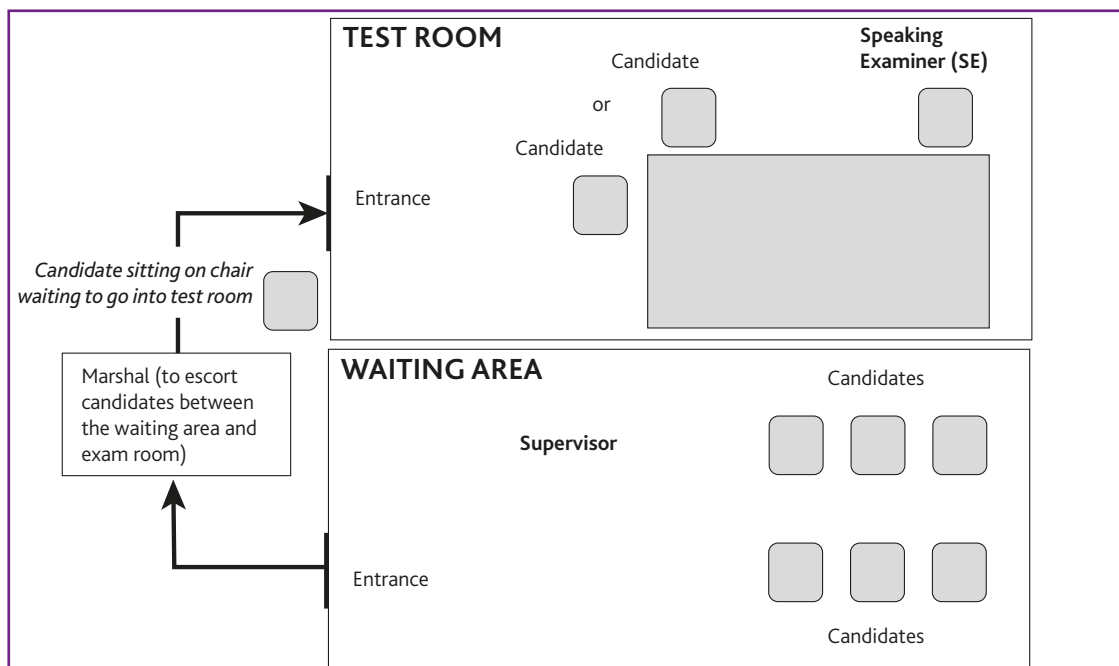 TEST ROOM
Speaking
Examiner (SE)
Candidate
or
Candidate
Entrance
Candidate sitting on chair
waiting to go into test room
Marshal (to escort
candidates between
the waiting area and
exam room)
WAITING AREA
Candidates
Supervisor
Entrance
Candidates